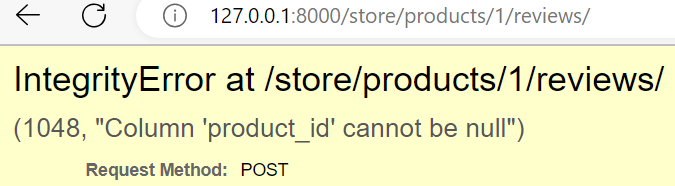 127.0.0.1:8000/store/products/1/reviews/
IntegrityError at /store/products/1/reviews/
(1048, "Column 'product_id' cannot be null")
Request Method: POST